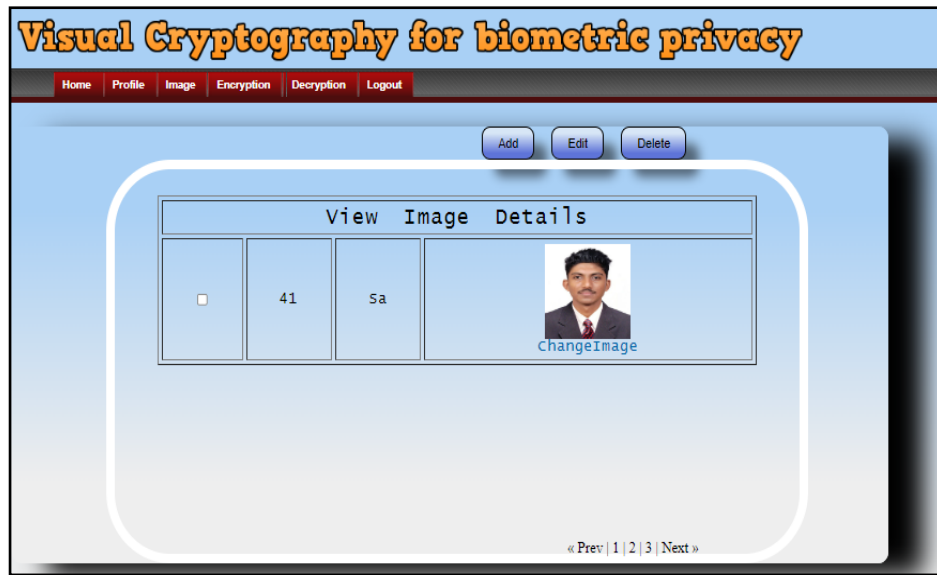 Visual Cryptography for biometric privacy
Home Profile Image Encryption Decryption Logout
Add Edit Delete
View Image Details
41 Sa
ChangeImage
« Prev | 1 | 2 | 3 | Next »